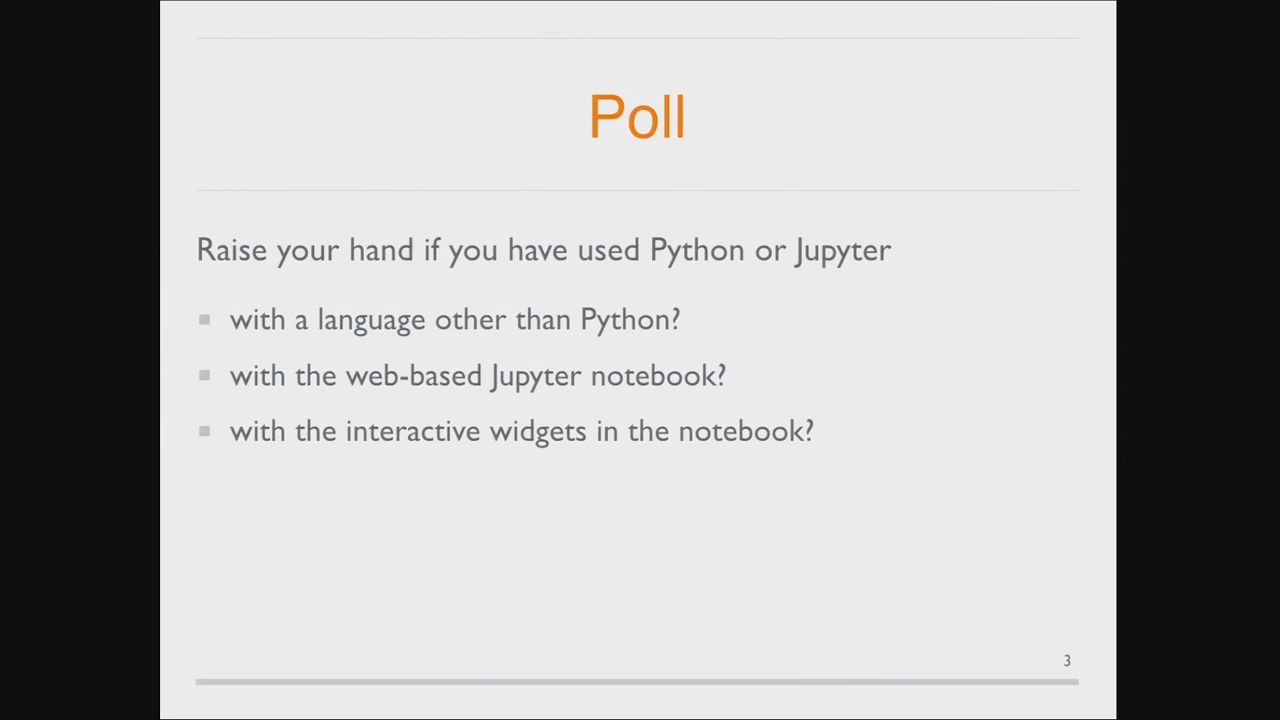 Poll
Raise your hand if you have used Python or Jupyter
with a language other than Python?
with the web-based Jupyter notebook?
with the interactive widgets in the notebook?
3